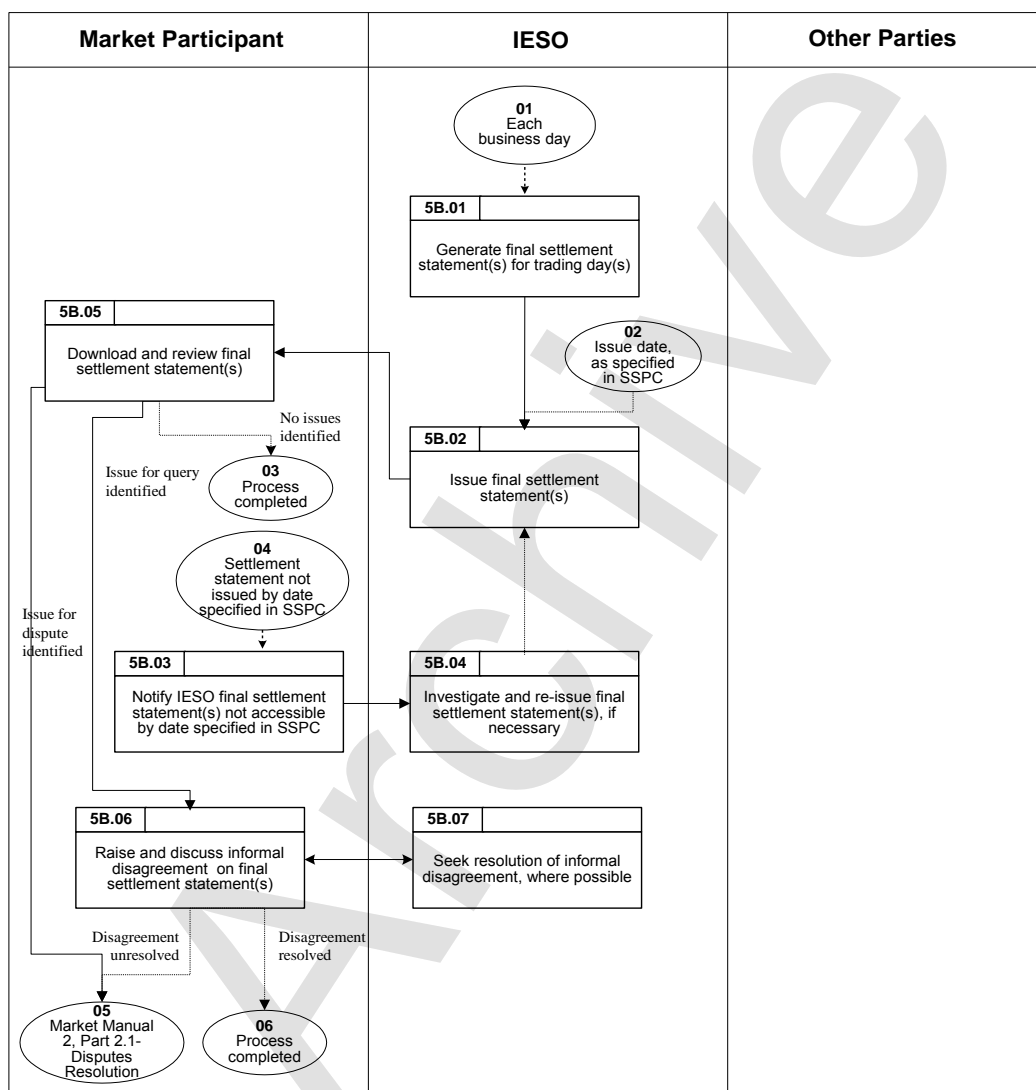 Market Participant
IESO
Other Parties
01
Each
business day
5B.01
Generate final settlement
statement(s) for trading day(s)
5B.05
Download and review final
settlement statement(s)
02
Issue date,
as specified
in SSPC
No issues
identified
5B.02
Issue final settlement
statement(s)
Issue for query
identified
03
Process
completed
04
Settlement
statement not
issued by date
specified in SSPC
Issue for
dispute
identified
5B.03
Notify IESO final settlement
statement(s) not accessible
by date specified in SSPC
5B.04
Investigate and re-issue final
settlement statement(s), if
necessary
5B.06
Raise and discuss informal
disagreement on final
settlement statement(s)
5B.07
Seek resolution of informal
disagreement, where possible
Disagreement
unresolved
Disagreement
resolved
05
Market Manual
2, Part 2.1-
Disputes
Resolution
06
Process
completed
Archive